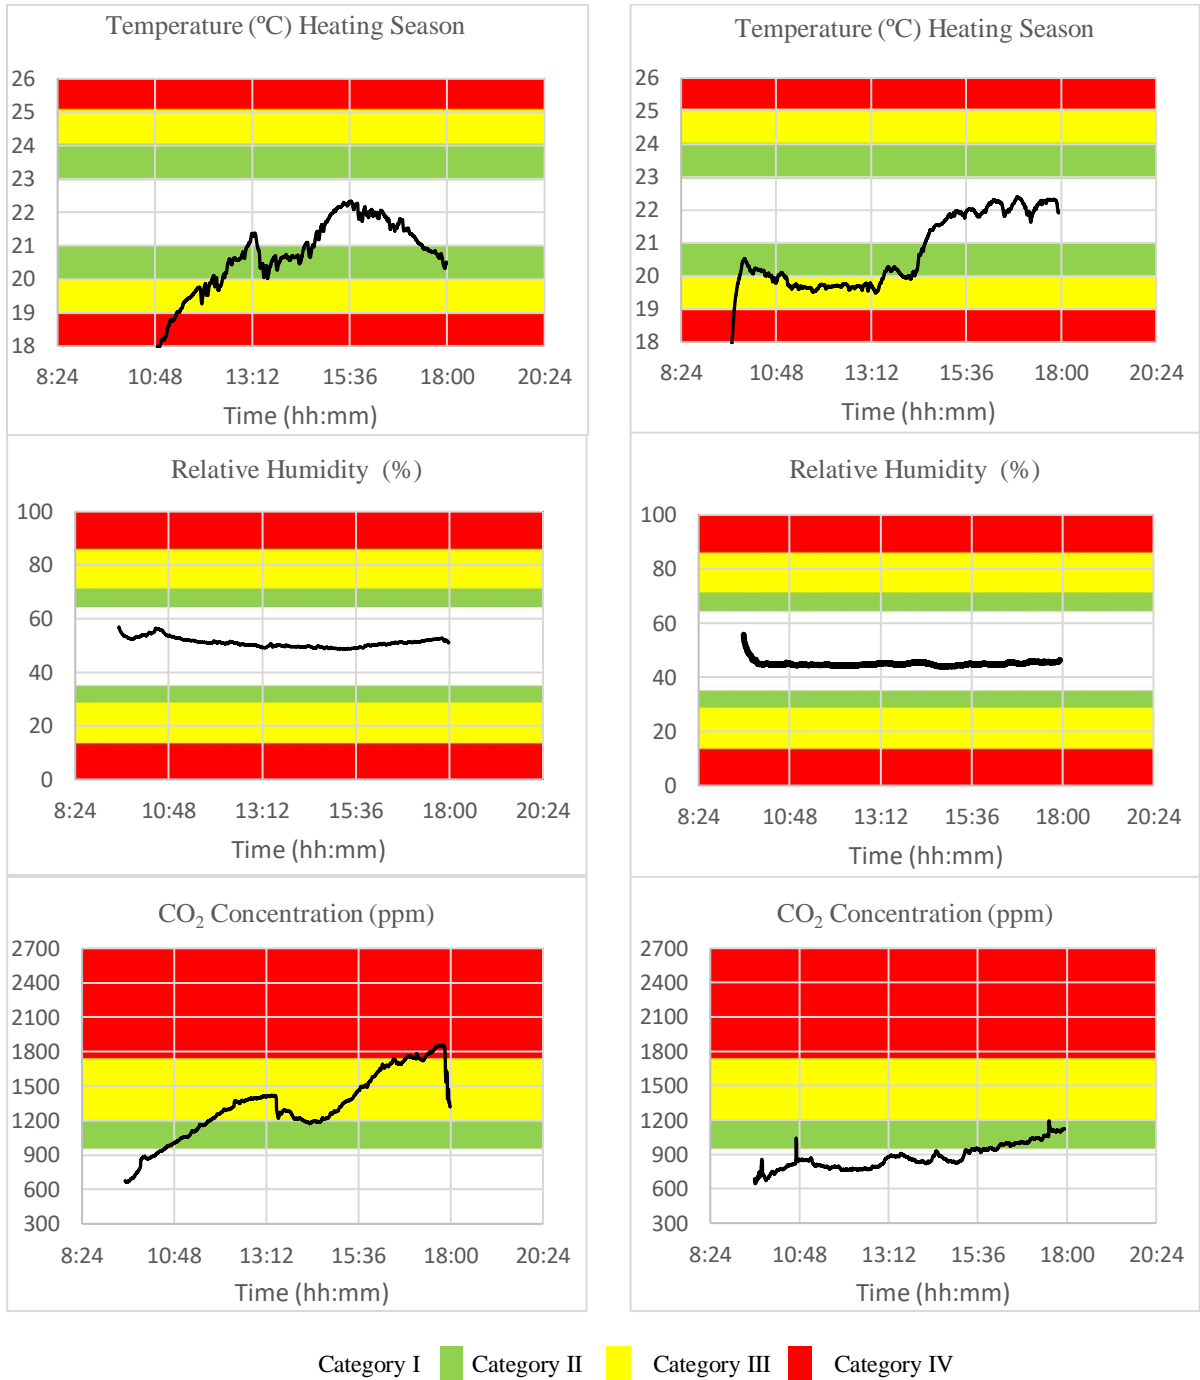 Temperature (ºC) Heating Season
26
25
24
23
22
21
20
19
18
8:24 10:48 13:12 15:36 18:00 20:24
Time (hh:mm)
Temperature (ºC) Heating Season
26
25
24
23
22
21
20
19
18
8:24 10:48 13:12 15:36 18:00 20:24
Time (hh:mm)
Relative Humidity (%)
100
80
60
40
20
0
8:24 10:48 13:12 15:36 18:00 20:24
Time (hh:mm)
Relative Humidity (%)
100
80
60
40
20
0
8:24 10:48 13:12 15:36 18:00 20:24
Time (hh:mm)
CO₂ Concentration (ppm)
2700
2400
2100
1800
1500
1200
900
600
300
8:24 10:48 13:12 15:36 18:00 20:24
Time (hh:mm)
CO₂ Concentration (ppm)
2700
2400
2100
1800
1500
1200
900
600
300
8:24 10:48 13:12 15:36 18:00 20:24
Time (hh:mm)
Category I Category II Category III Category IV